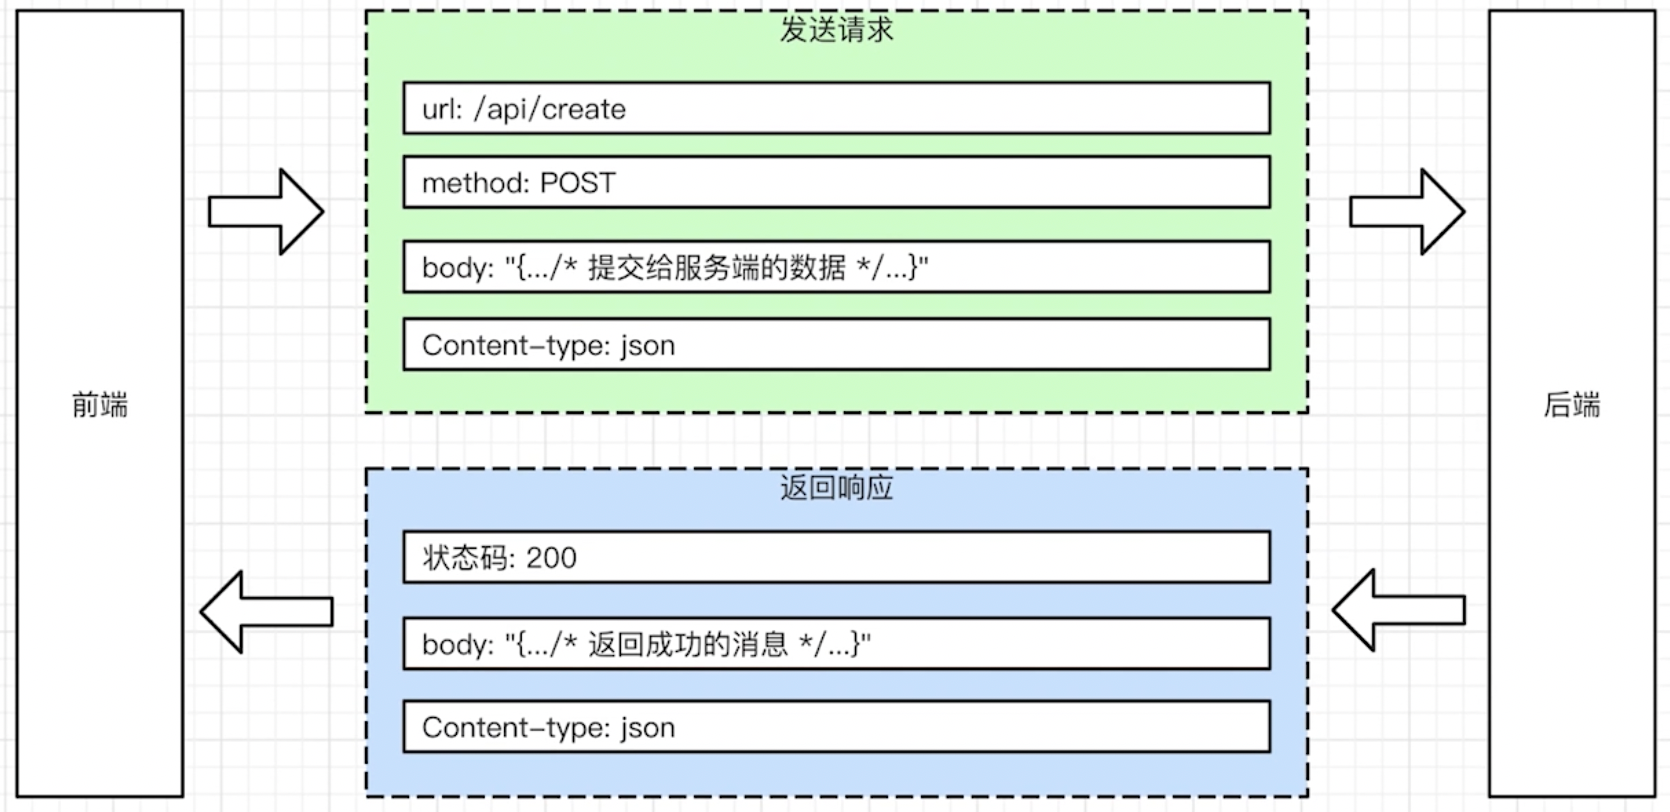 前端
发送请求
url: /api/create
method: POST
body: "{.../* 提交给服务端的数据 */...}"
Content-type: json
返回响应
状态码: 200
body: "{.../* 返回成功的消息 */...}"
Content-type: json
后端